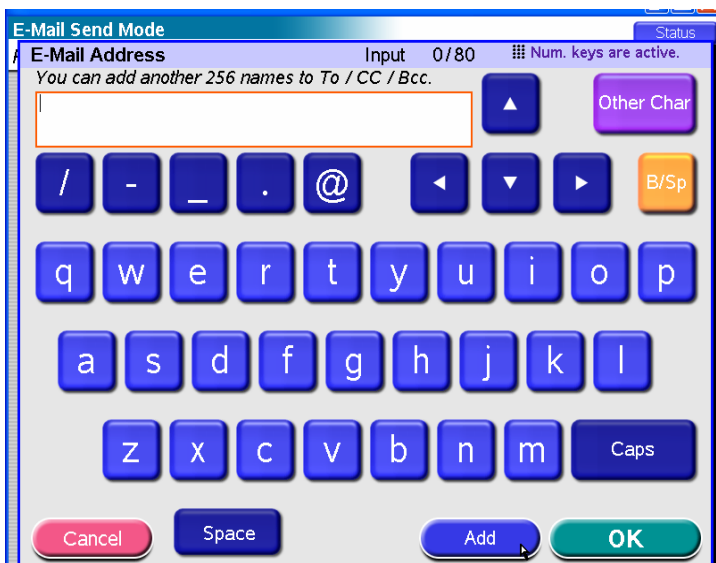 E-Mail Send Mode
Status
E-Mail Address Input 0/80 Num. keys are active.
You can add another 256 names to To / CC / Bcc.
Other Char
/ - _ . @ B/Sp
q w e r t y u i o p
a s d f g h j k l
z x c v b n m Caps
Cancel Space Add OK